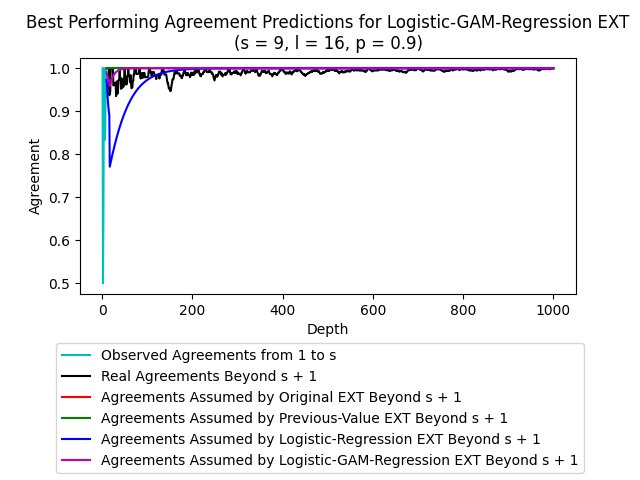 Best Performing Agreement Predictions for Logistic-GAM-Regression EXT
(s = 9, l = 16, p = 0.9)
1.0
0.9
0.8
0.7
0.6
0.5
Agreement
0 200 400 600 800 1000
Depth
Observed Agreements from 1 to s
Real Agreements Beyond s + 1
Agreements Assumed by Original EXT Beyond s + 1
Agreements Assumed by Previous-Value EXT Beyond s + 1
Agreements Assumed by Logistic-Regression EXT Beyond s + 1
Agreements Assumed by Logistic-GAM-Regression EXT Beyond s + 1